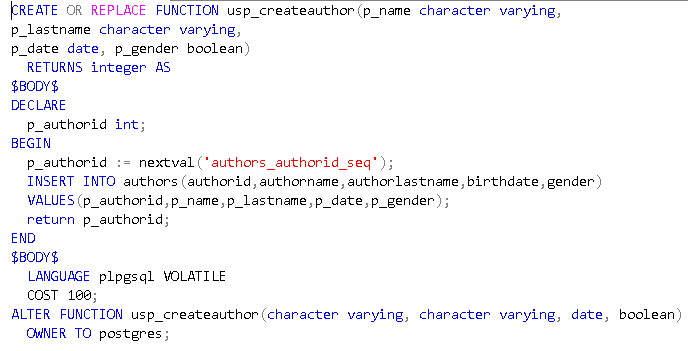 CREATE OR REPLACE FUNCTION usp_createauthor(p_name character varying,
p_lastname character varying,
p_date date, p_gender boolean)
  RETURNS integer AS
$BODY$
DECLARE
  p_authorid int;
BEGIN
  p_authorid := nextval('authors_authorid_seq');
  INSERT INTO authors(authorid,authorname,authorlastname,birthdate,gender)
  VALUES(p_authorid,p_name,p_lastname,p_date,p_gender);
  return p_authorid;
END
$BODY$
  LANGUAGE plpgsql VOLATILE
  COST 100;
ALTER FUNCTION usp_createauthor(character varying, character varying, date, boolean)
  OWNER TO postgres;